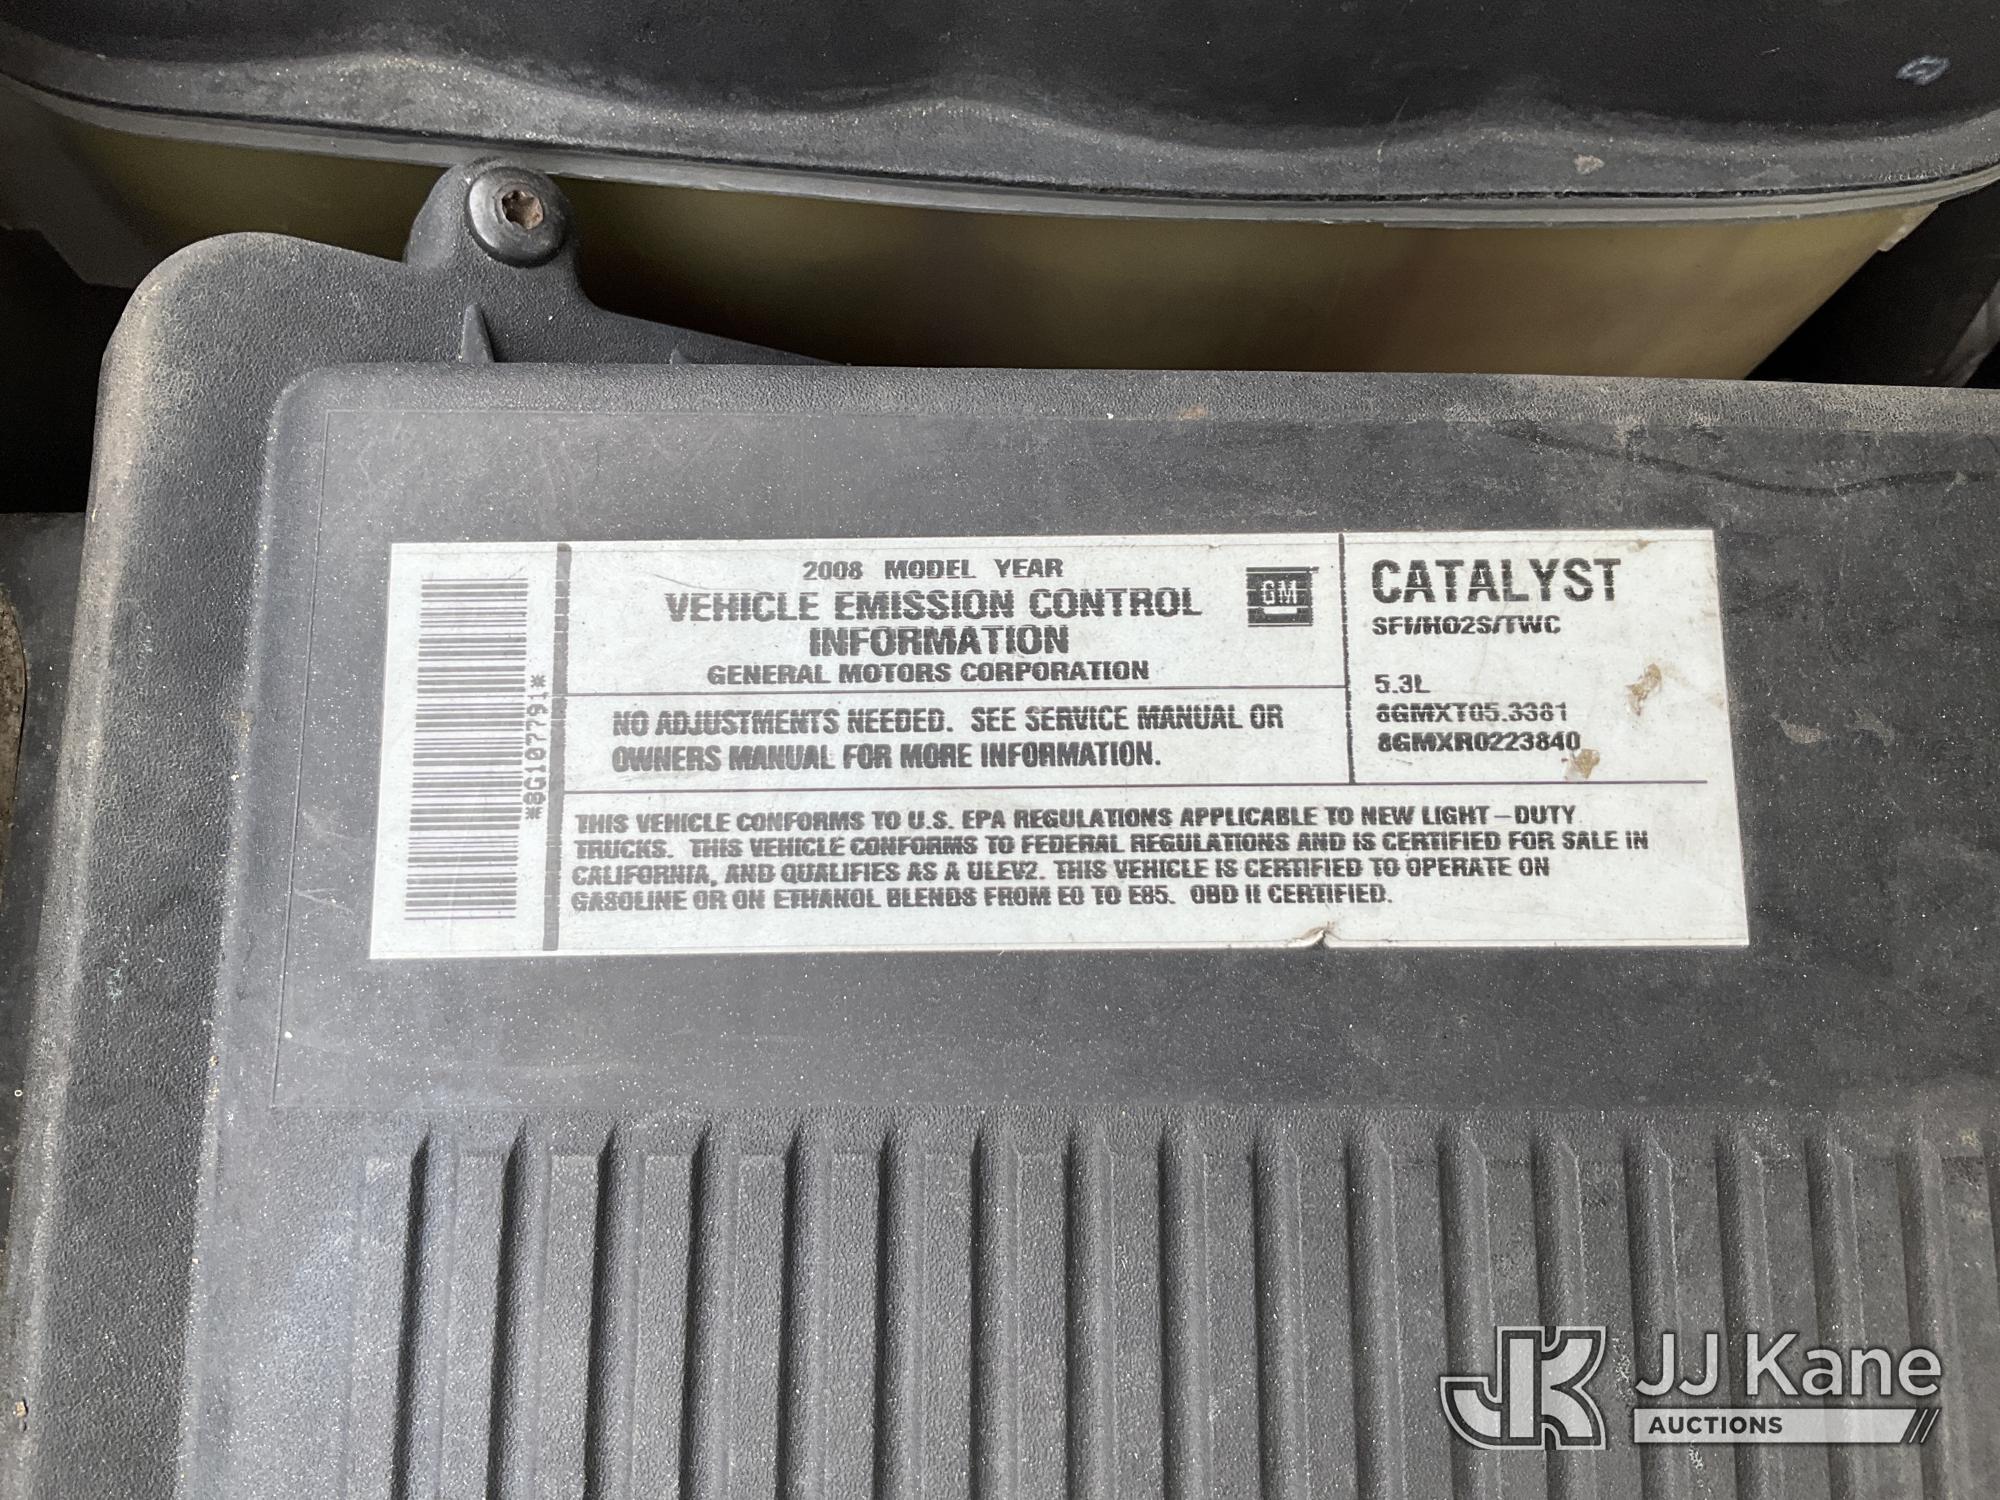 *8G107791*
2008 MODEL YEAR
VEHICLE EMISSION CONTROL
INFORMATION
GENERAL MOTORS CORPORATION
GM
NO ADJUSTMENTS NEEDED. SEE SERVICE MANUAL OR
OWNERS MANUAL FOR MORE INFORMATION.
CATALYST
SFI/HO2S/TWC
5.3L
8GMXT05.3381
8GMXR0223840
THIS VEHICLE CONFORMS TO U.S. EPA REGULATIONS APPLICABLE TO NEW LIGHT-DUTY
TRUCKS. THIS VEHICLE CONFORMS TO FEDERAL REGULATIONS AND IS CERTIFIED FOR SALE IN
CALIFORNIA, AND QUALIFIES AS A ULEV2. THIS VEHICLE IS CERTIFIED TO OPERATE ON
GASOLINE OR ON ETHANOL BLENDS FROM E0 TO E85. OBD II CERTIFIED.
JK JJ Kane
AUCTIONS